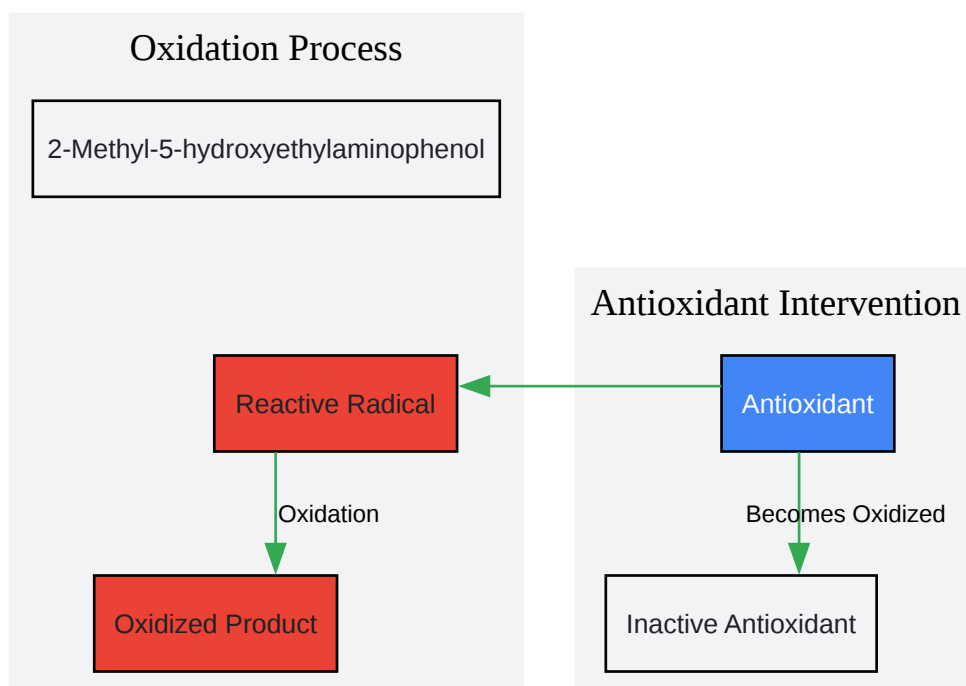 Oxidation Process
2-Methyl-5-hydroxyethylaminophenol
Antioxidant Intervention
Reactive Radical
Antioxidant
Oxidation
Becomes Oxidized
Oxidized Product
Inactive Antioxidant